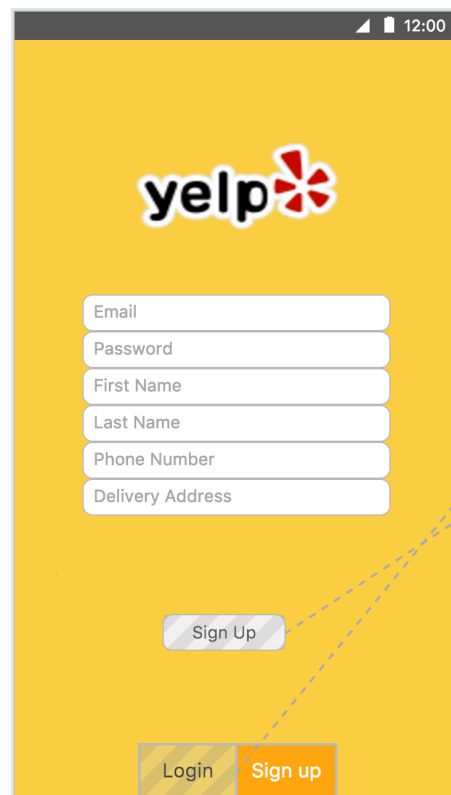 12:00
yelp
Email
Password
First Name
Last Name
Phone Number
Delivery Address
Sign Up
Login Sign up